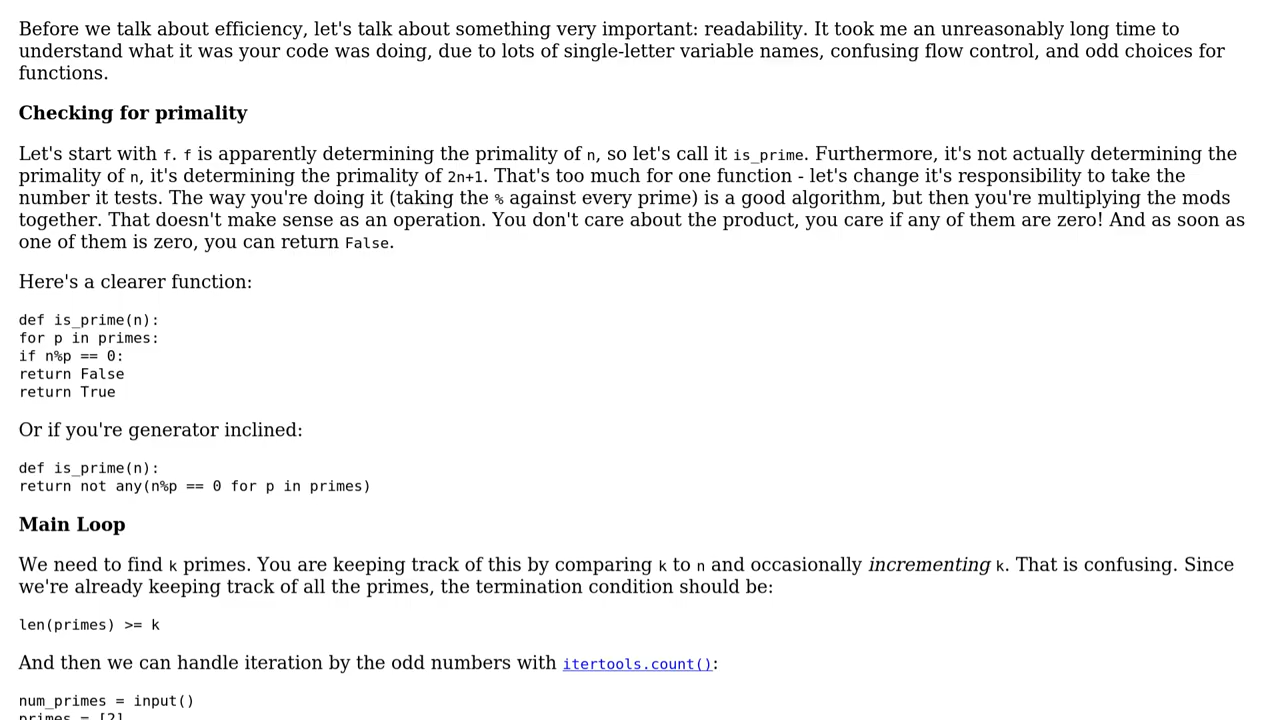 Before we talk about efficiency, let's talk about something very important: readability. It took me an unreasonably long time to
understand what it was your code was doing, due to lots of single-letter variable names, confusing flow control, and odd choices for
functions.
Checking for primality
Let's start with f. f is apparently determining the primality of n, so let's call it is_prime. Furthermore, it's not actually determining the
primality of n, it's determining the primality of 2n+1. That's too much for one function - let's change it's responsibility to take the
number it tests. The way you're doing it (taking the % against every prime) is a good algorithm, but then you're multiplying the mods
together. That doesn't make sense as an operation. You don't care about the product, you care if any of them are zero! And as soon as
one of them is zero, you can return False.
Here's a clearer function:
def is_prime(n):
for p in primes:
if n%p == 0:
return False
return True
Or if you're generator inclined:
def is_prime(n):
return not any(n%p == 0 for p in primes)
Main Loop
We need to find k primes. You are keeping track of this by comparing k to n and occasionally incrementing k. That is confusing. Since
we're already keeping track of all the primes, the termination condition should be:
len(primes) >= k
And then we can handle iteration by the odd numbers with itertools.count():
num_primes = input()
primes = [2]